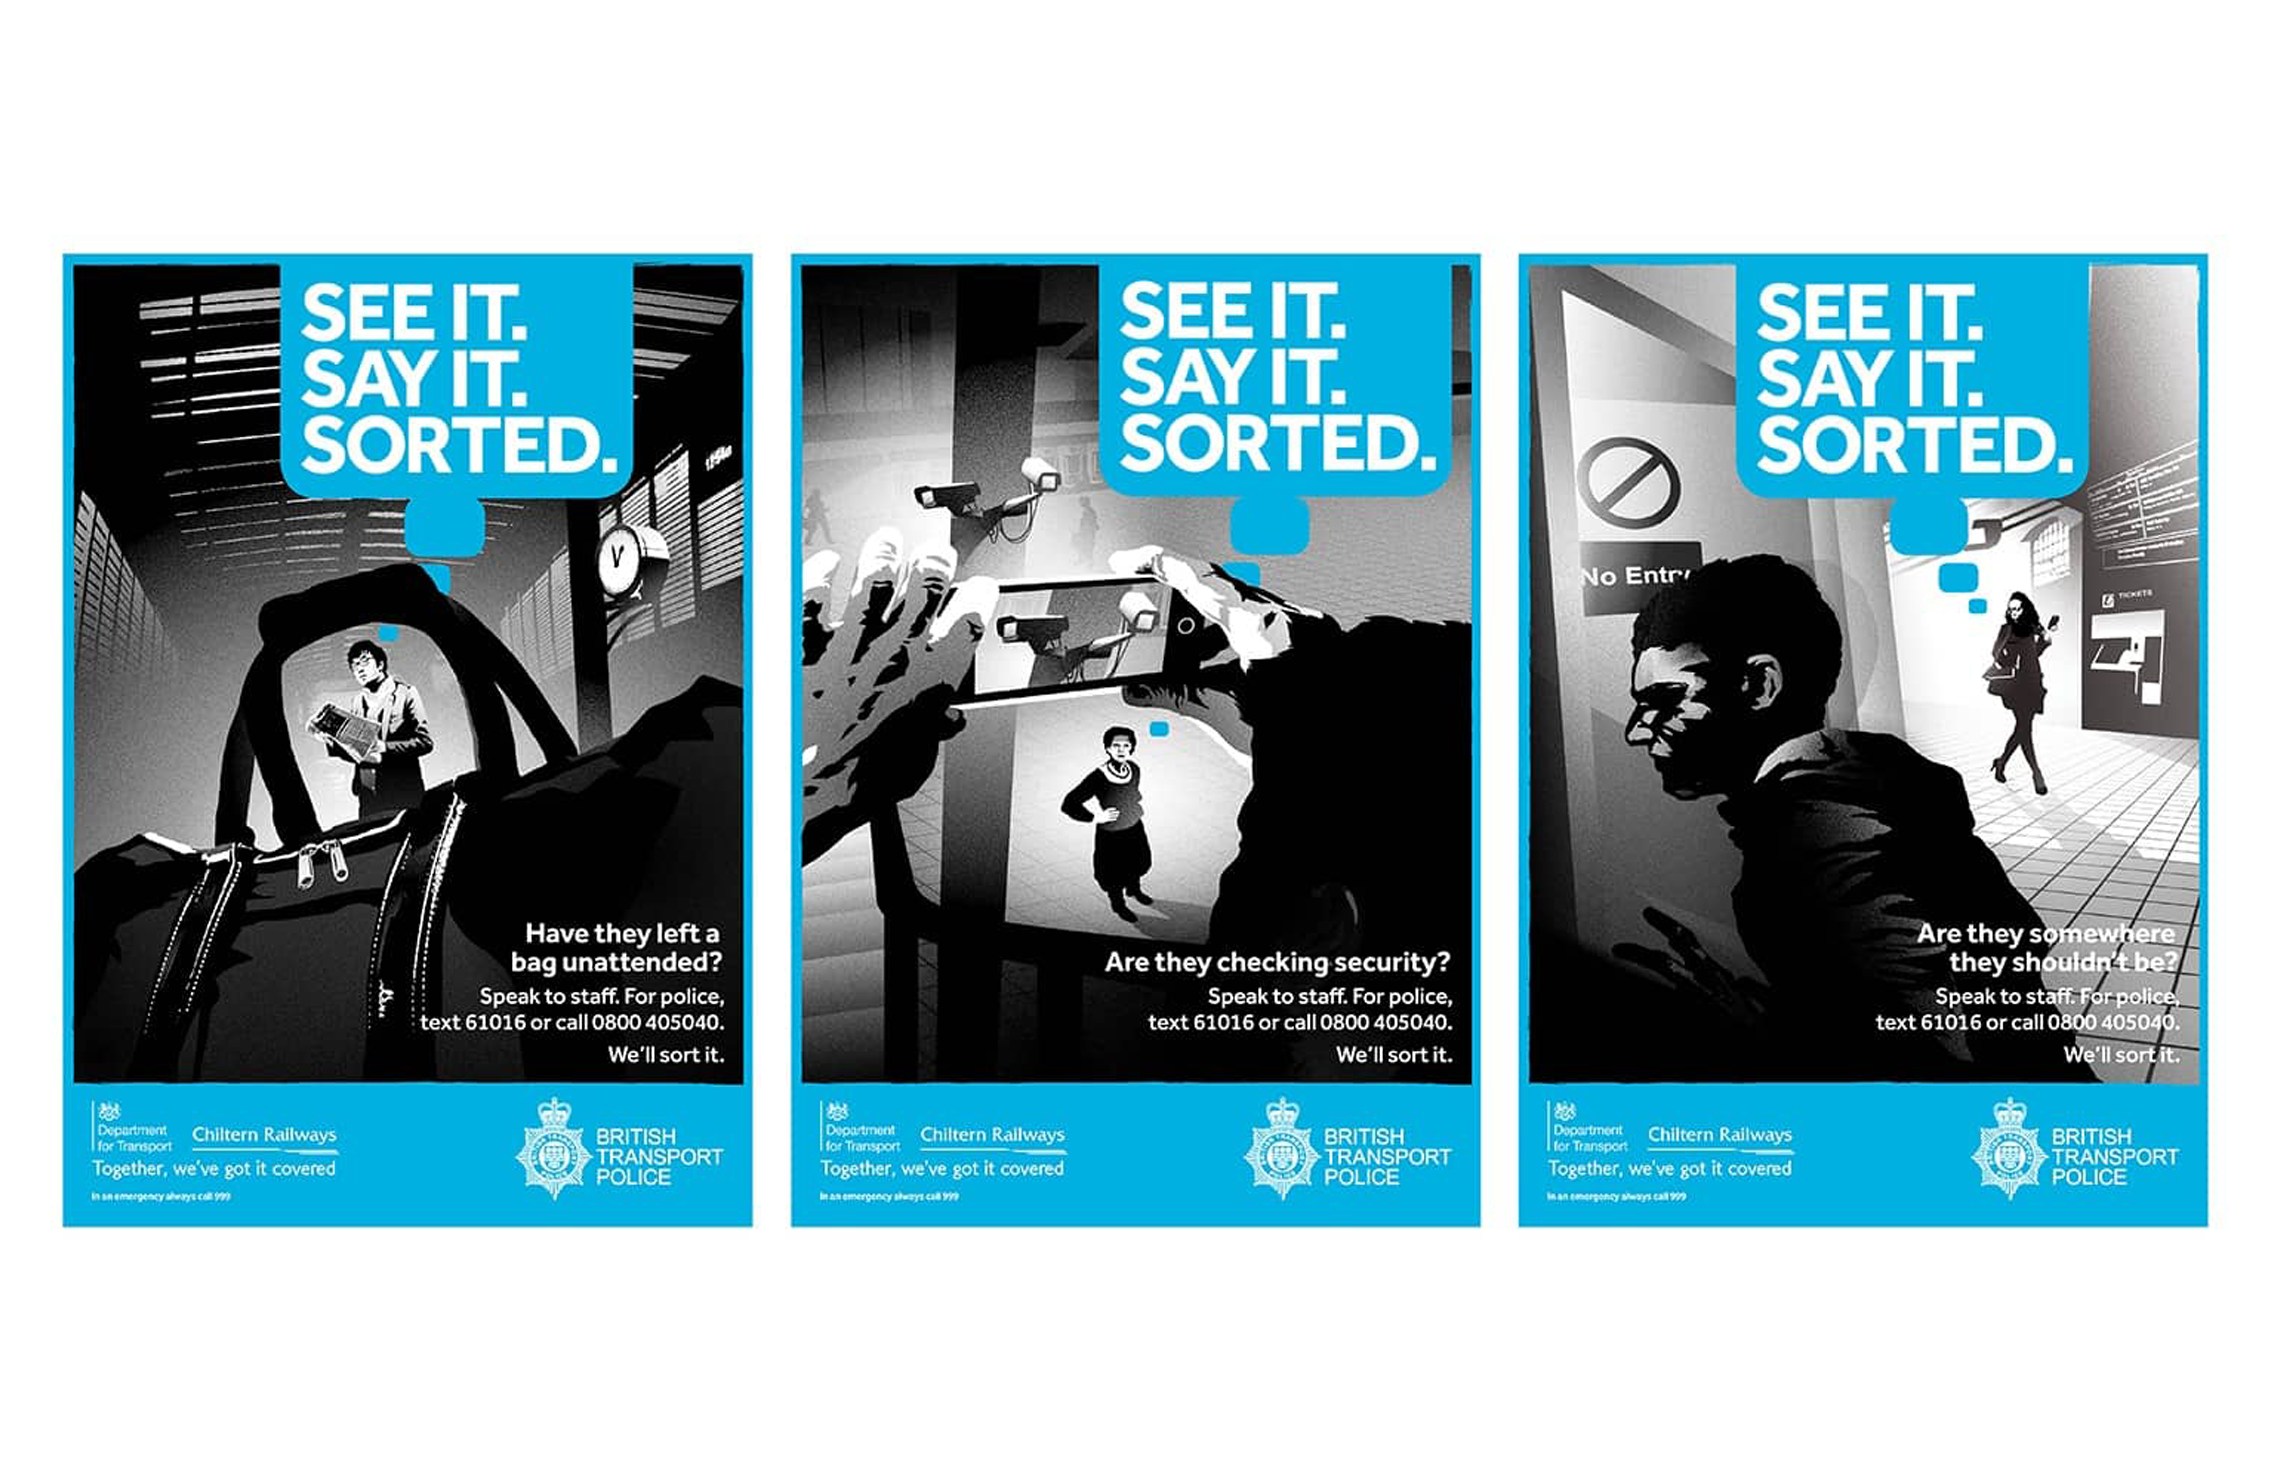 SEE IT.
SAY IT.
SORTED.
Have they left a
bag unattended?
Speak to staff. For police,
text 61016 or call 0800 405040.
We'll sort it.
Department
for Transport
Chiltern Railways
Together, we've got it covered
In an emergency always call 999
BRITISH
TRANSPORT
POLICE
SEE IT.
SAY IT.
SORTED.
Are they checking security?
Speak to staff. For police,
text 61016 or call 0800 405040.
We'll sort it.
Department
for Transport
Chiltern Railways
Together, we've got it covered
In an emergency always call 999
BRITISH
TRANSPORT
POLICE
SEE IT.
SAY IT.
SORTED.
No Entry
TICKETS
Are they somewhere
they shouldn't be?
Speak to staff. For police,
text 61016 or call 0800 405040.
We'll sort it.
Department
for Transport
Chiltern Railways
Together, we've got it covered
In an emergency always call 999
BRITISH
TRANSPORT
POLICE